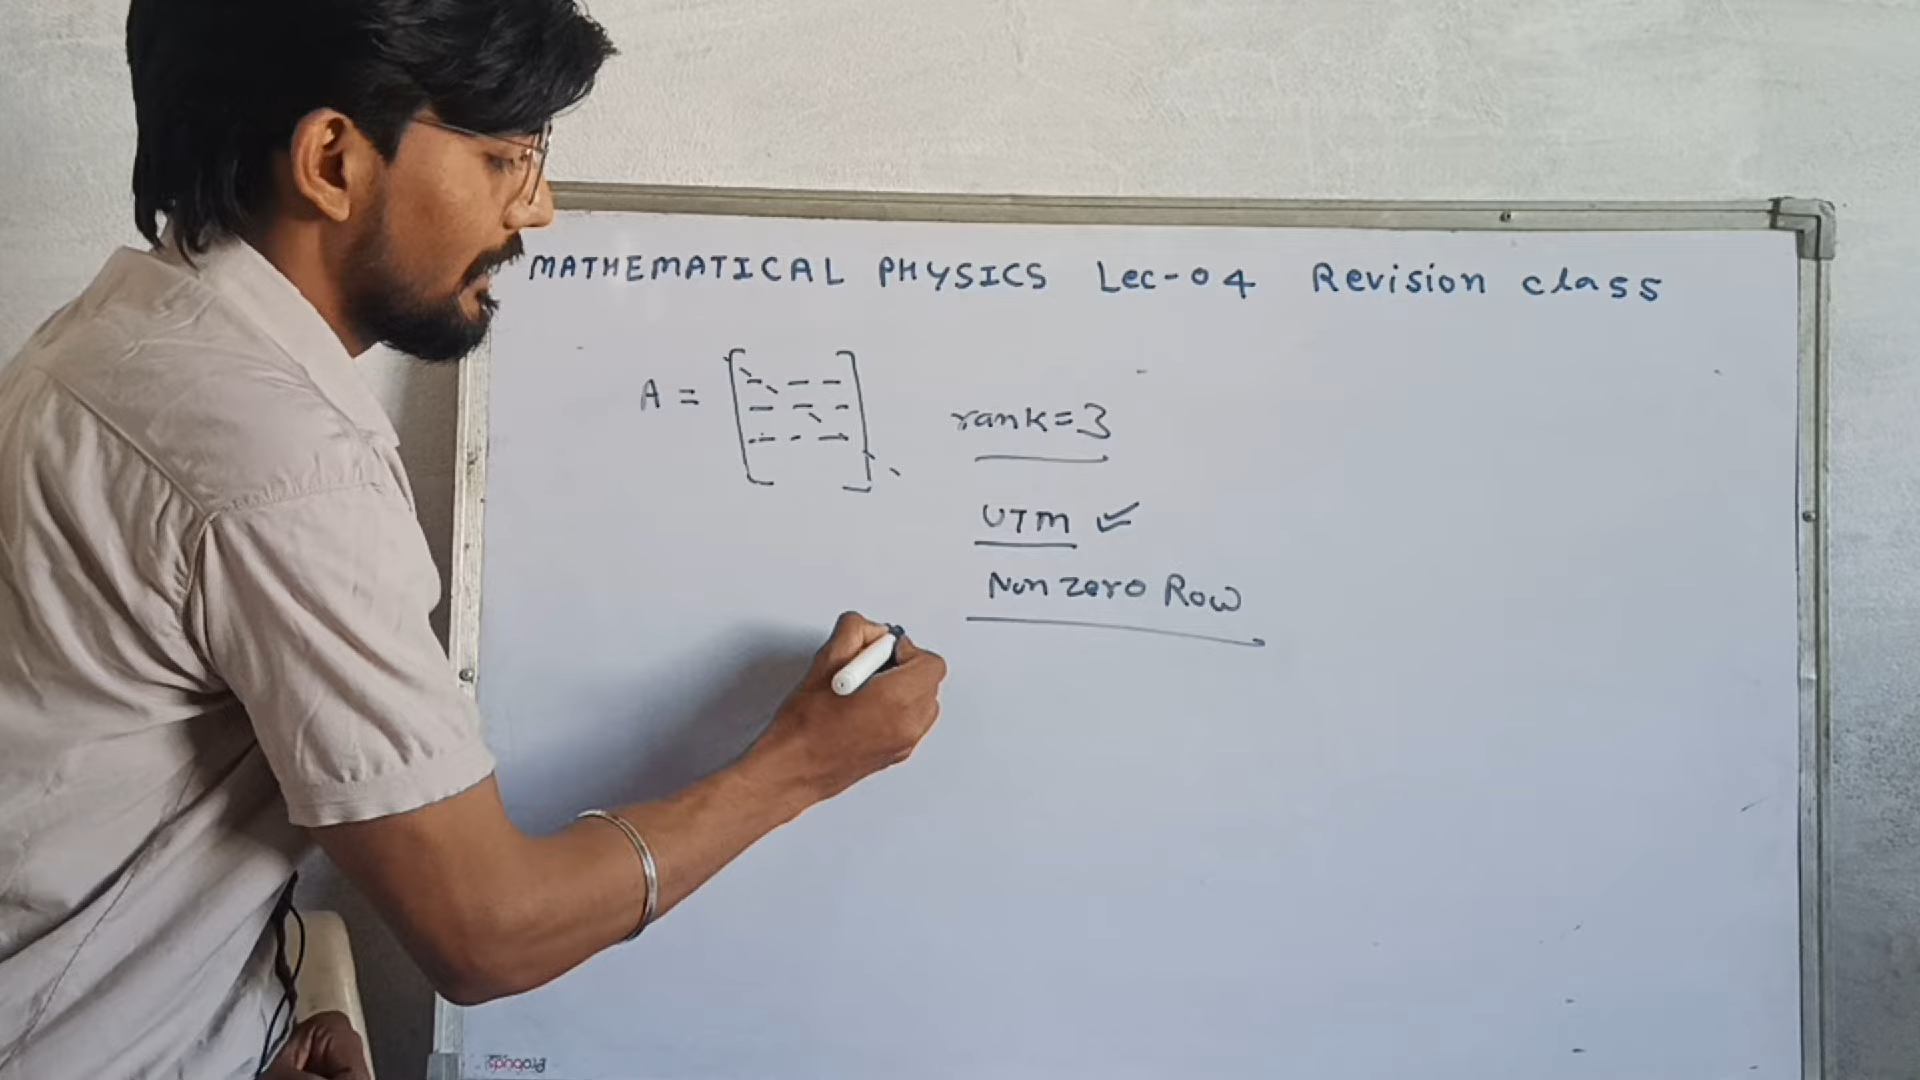 MATHEMATICAL PHYSICS Lec-04 Revision class
A =
rank=3
UTM ✓
Non zero Row